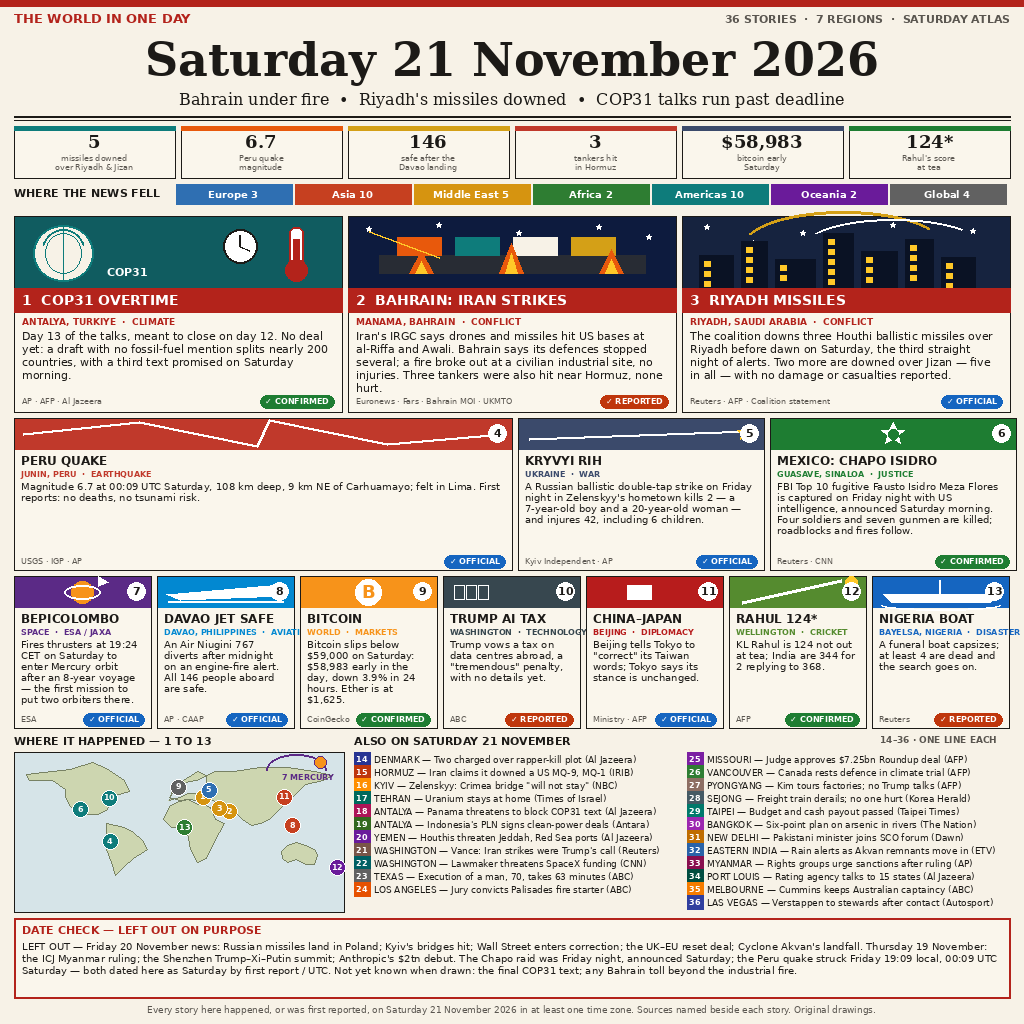 THE WORLD IN ONE DAY
36 STORIES · 7 REGIONS · SATURDAY ATLAS
Saturday 21 November 2026
Bahrain under fire • Riyadh's missiles downed • COP31 talks run past deadline
5
missiles downed
over Riyadh & Jizan
6.7
Peru quake
magnitude
146
safe after the
Davao landing
3
tankers hit
in Hormuz
$58,983
bitcoin early
Saturday
124*
Rahul's score
at tea
WHERE THE NEWS FELL
Europe 3
Asia 10
Middle East 5
Africa 2
Americas 10
Oceania 2
Global 4
COP31
1 COP31 OVERTIME
ANTALYA, TURKIYE · CLIMATE
Day 13 of the talks, meant to close on day 12. No deal
yet: a draft with no fossil-fuel mention splits nearly 200
countries, with a third text promised on Saturday
morning.
AP · AFP · Al Jazeera
✓ CONFIRMED
2 BAHRAIN: IRAN STRIKES
MANAMA, BAHRAIN · CONFLICT
Iran's IRGC says drones and missiles hit US bases at
al-Riffa and Awali. Bahrain says its defences stopped
several; a fire broke out at a civilian industrial site, no
injuries. Three tankers were also hit near Hormuz, none
hurt.
Euronews · Fars · Bahrain MOI · UKMTO
✓ REPORTED
3 RIYADH MISSILES
RIYADH, SAUDI ARABIA · CONFLICT
The coalition downs three Houthi ballistic missiles over
Riyadh before dawn on Saturday, the third straight
night of alerts. Two more are downed over Jizan — five
in all — with no damage or casualties reported.
Reuters · AFP · Coalition statement
✓ OFFICIAL
4
PERU QUAKE
JUNIN, PERU · EARTHQUAKE
Magnitude 6.7 at 00:09 UTC Saturday, 108 km deep, 9 km NE of Carhuamayo; felt in Lima. First
reports: no deaths, no tsunami risk.
USGS · IGP · AP
✓ OFFICIAL
5
KRYVYI RIH
UKRAINE · WAR
A Russian ballistic double-tap strike on Friday
night in Zelenskyy's hometown kills 2 — a
7-year-old boy and a 20-year-old woman —
and injures 42, including 6 children.
Kyiv Independent · AP
✓ OFFICIAL
6
MEXICO: CHAPO ISIDRO
GUASAVE, SINALOA · JUSTICE
FBI Top 10 fugitive Fausto Isidro Meza Flores
is captured on Friday night with US
intelligence, announced Saturday morning.
Four soldiers and seven gunmen are killed;
roadblocks and fires follow.
Reuters · CNN
✓ CONFIRMED
7
BEPICOLOMBO
SPACE · ESA / JAXA
Fires thrusters at 19:24
CET on Saturday to
enter Mercury orbit
after an 8-year voyage
— the first mission to
put two orbiters there.
ESA
✓ OFFICIAL
8
DAVAO JET SAFE
DAVAO, PHILIPPINES · AVIATI
An Air Niugini 767
diverts after midnight
on an engine-fire alert.
All 146 people aboard
are safe.
AP · CAAP
✓ OFFICIAL
B
9
BITCOIN
WORLD · MARKETS
Bitcoin slips below
$59,000 on Saturday:
$58,983 early in the
day, down 3.9% in 24
hours. Ether is at
$1,625.
CoinGecko
✓ CONFIRMED
10
TRUMP AI TAX
WASHINGTON · TECHNOLOGY
Trump vows a tax on
data centres abroad, a
"tremendous" penalty,
with no details yet.
ABC
✓ REPORTED
11
CHINA–JAPAN
BEIJING · DIPLOMACY
Beijing tells Tokyo to
"correct" its Taiwan
words; Tokyo says its
stance is unchanged.
Ministry · AFP
✓ OFFICIAL
12
RAHUL 124*
WELLINGTON · CRICKET
KL Rahul is 124 not out
at tea; India are 344 for
2 replying to 368.
AFP
✓ CONFIRMED
13
NIGERIA BOAT
BAYELSA, NIGERIA · DISASTER
A funeral boat capsizes;
at least 4 are dead and
the search goes on.
Reuters
✓ REPORTED
WHERE IT HAPPENED — 1 TO 13
7 MERCURY
9
5
10
6
3
2
11
13
8
4
12
ALSO ON SATURDAY 21 NOVEMBER
14–36 · ONE LINE EACH
14 DENMARK — Two charged over rapper-kill plot (Al Jazeera)
15 HORMUZ — Iran claims it downed a US MQ-9, MQ-1 (IRIB)
16 KYIV — Zelenskyy: Crimea bridge "will not stay" (NBC)
17 TEHRAN — Uranium stays at home (Times of Israel)
18 ANTALYA — Panama threatens to block COP31 text (Al Jazeera)
19 ANTALYA — Indonesia's PLN signs clean-power deals (Antara)
20 YEMEN — Houthis threaten Jeddah, Red Sea ports (Al Jazeera)
21 WASHINGTON — Vance: Iran strikes were Trump's call (Reuters)
22 WASHINGTON — Lawmaker threatens SpaceX funding (CNN)
23 TEXAS — Execution of a man, 70, takes 63 minutes (ABC)
24 LOS ANGELES — Jury convicts Palisades fire starter (ABC)
25 MISSOURI — Judge approves $7.25bn Roundup deal (AFP)
26 VANCOUVER — Canada rests defence in climate trial (AFP)
27 PYONGYANG — Kim tours factories; no Trump talks (AFP)
28 SEJONG — Freight train derails; no one hurt (Korea Herald)
29 TAIPEI — Budget and cash payout passed (Taipei Times)
30 BANGKOK — Six-point plan on arsenic in rivers (The Nation)
31 NEW DELHI — Pakistani minister joins SCO forum (Dawn)
32 EASTERN INDIA — Rain alerts as Akvan remnants move in (ETV)
33 MYANMAR — Rights groups urge sanctions after ruling (AP)
34 PORT LOUIS — Rating agency talks to 15 states (Al Jazeera)
35 MELBOURNE — Cummins keeps Australian captaincy (ABC)
36 LAS VEGAS — Verstappen to stewards after contact (Autosport)
DATE CHECK — LEFT OUT ON PURPOSE
LEFT OUT — Friday 20 November news: Russian missiles land in Poland; Kyiv's bridges hit; Wall Street enters correction; the UK–EU reset deal; Cyclone Akvan's landfall. Thursday 19 November:
the ICJ Myanmar ruling; the Shenzhen Trump–Xi–Putin summit; Anthropic's $2tn debut. The Chapo raid was Friday night, announced Saturday; the Peru quake struck Friday 19:09 local, 00:09 UTC
Saturday — both dated here as Saturday by first report / UTC. Not yet known when drawn: the final COP31 text; any Bahrain toll beyond the industrial fire.
Every story here happened, or was first reported, on Saturday 21 November 2026 in at least one time zone. Sources named beside each story. Original drawings.